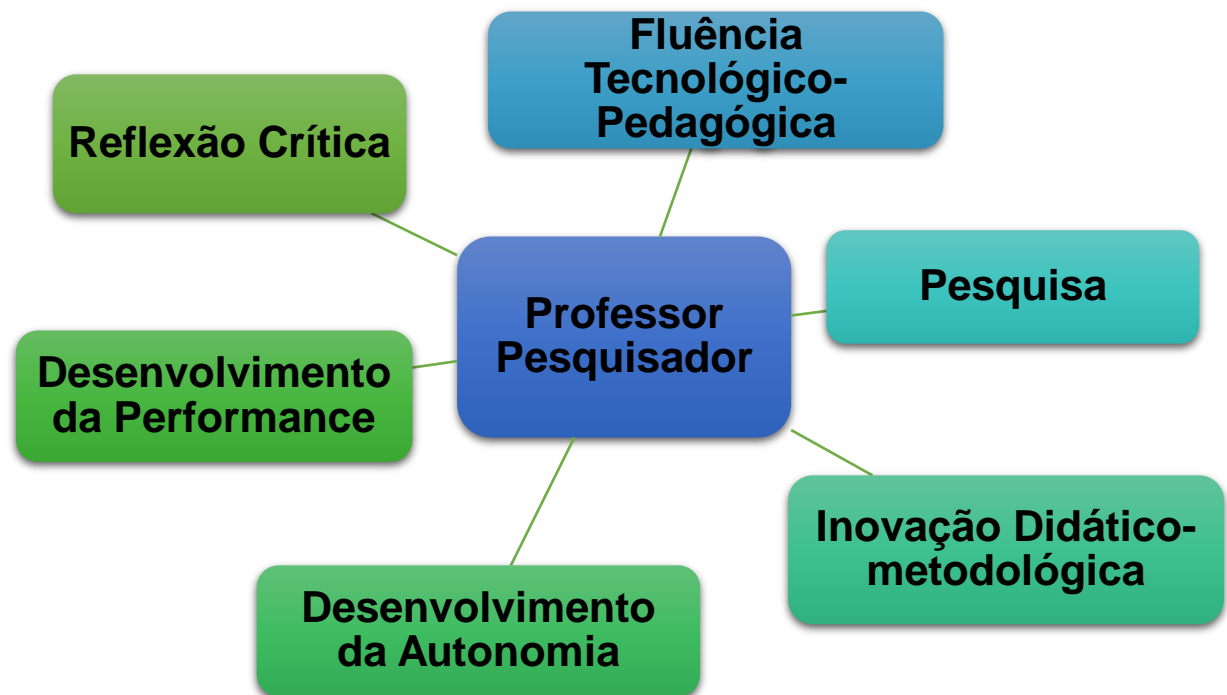 Fluência
Tecnológico-
Pedagógica
Reflexão Crítica
Pesquisa
Professor
Pesquisador
Desenvolvimento
da Performance
Inovação Didático-
metodológica
Desenvolvimento
da Autonomia